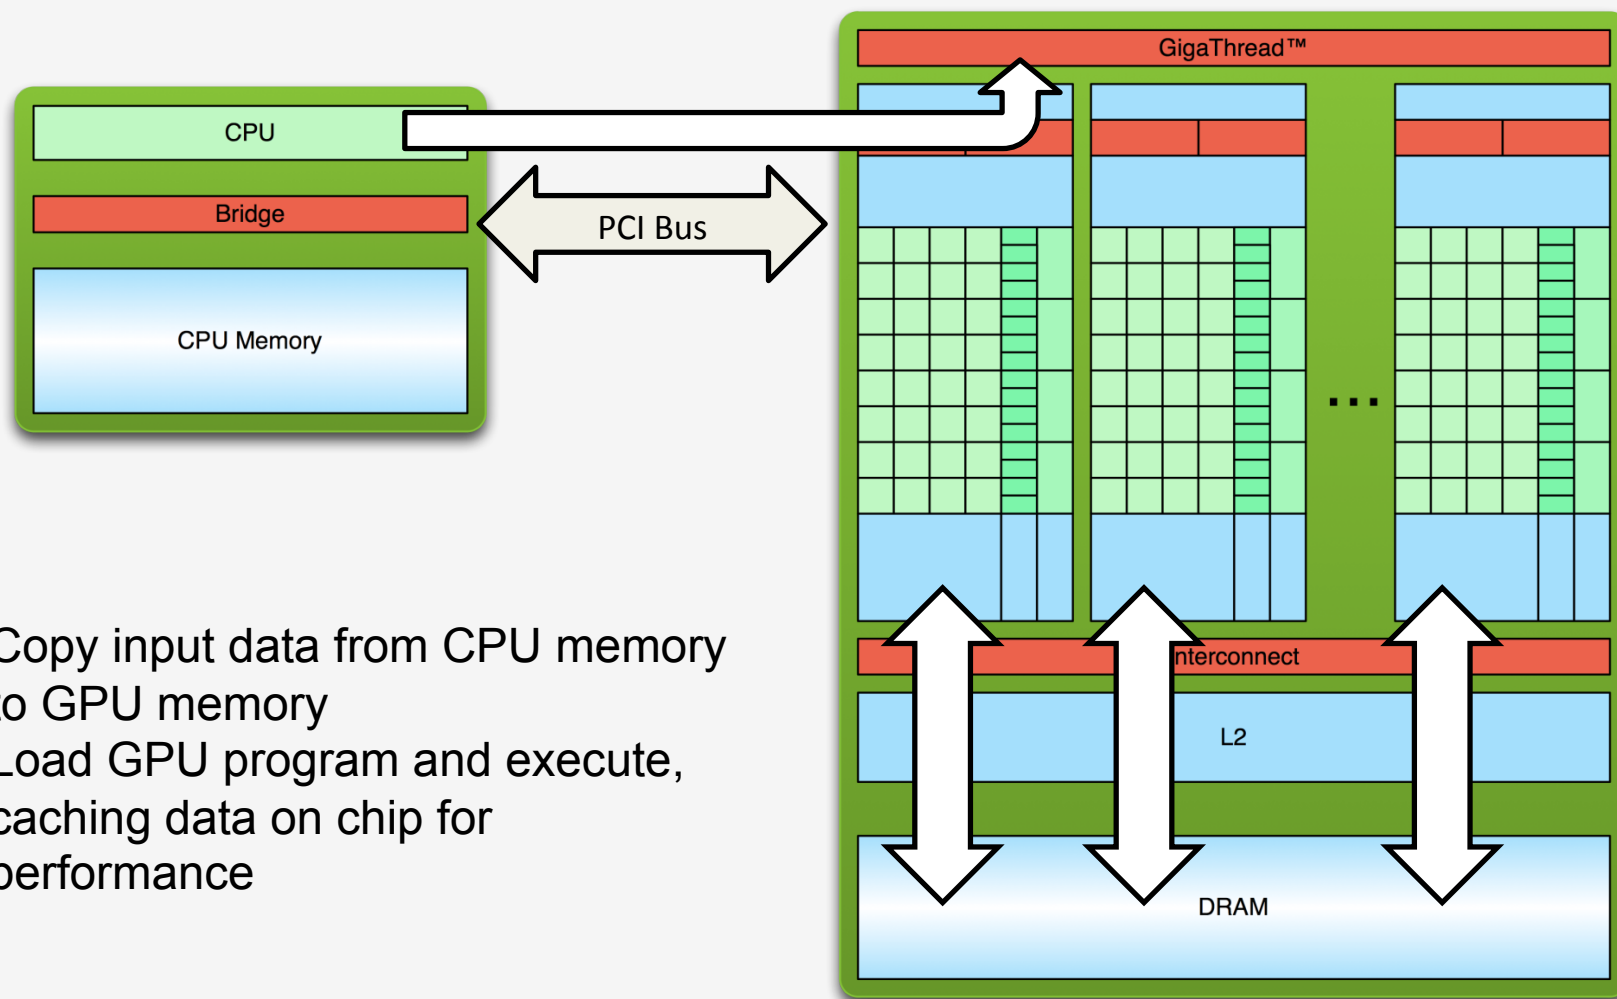 GigaThread™
CPU
Bridge
PCI Bus
CPU Memory
Copy input data from CPU memory
to GPU memory
Load GPU program and execute,
caching data on chip for
performance
...
nterconnect
L2
DRAM